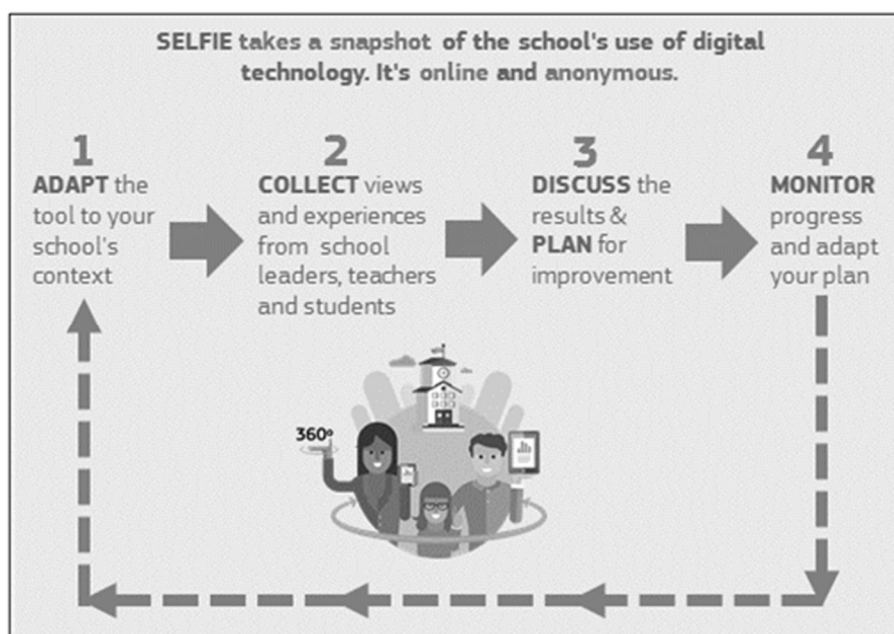 SELFIE takes a snapshot of the school's use of digital
technology. It's online and anonymous.
1
ADAPT the
tool to your
school's
context
2
COLLECT views
and experiences
from school
leaders, teachers
and students
3
DISCUSS the
results &
PLAN for
improvement
4
MONITOR
progress
and adapt
your plan
360º